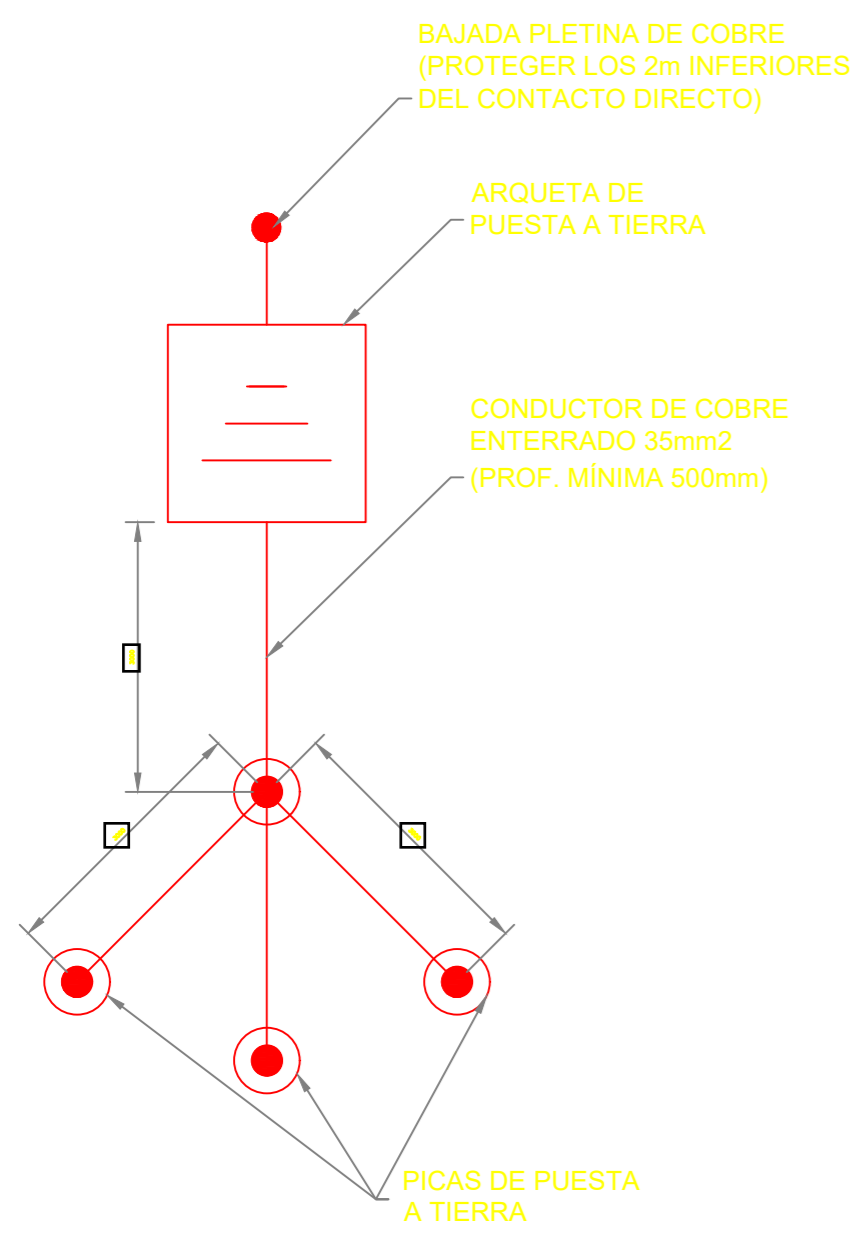 BAJADA PLETINA DE COBRE
(PROTEGER LOS 2m INFERIORES
DEL CONTACTO DIRECTO)
ARQUETA DE
PUESTA A TIERRA
CONDUCTOR DE COBRE
ENTERRADO 35mm2
(PROF. MÍNIMA 500mm)
PICAS DE PUESTA
A TIERRA